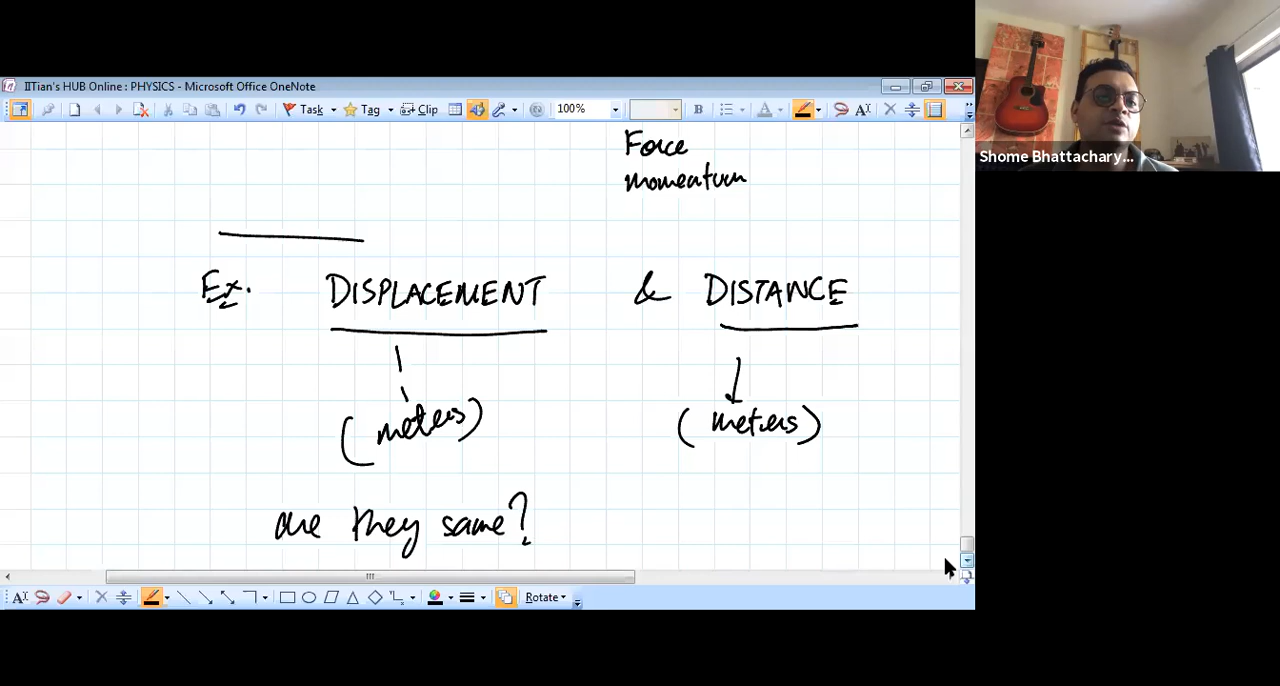 IITian's HUB Online : PHYSICS - Microsoft Office OneNote
Task Tag Clip 100% B A A
Force
momentum
Shome Bhattachary...
Ex. DISPLACEMENT & DISTANCE
(meters) (meters)
are they same?
A Rotate